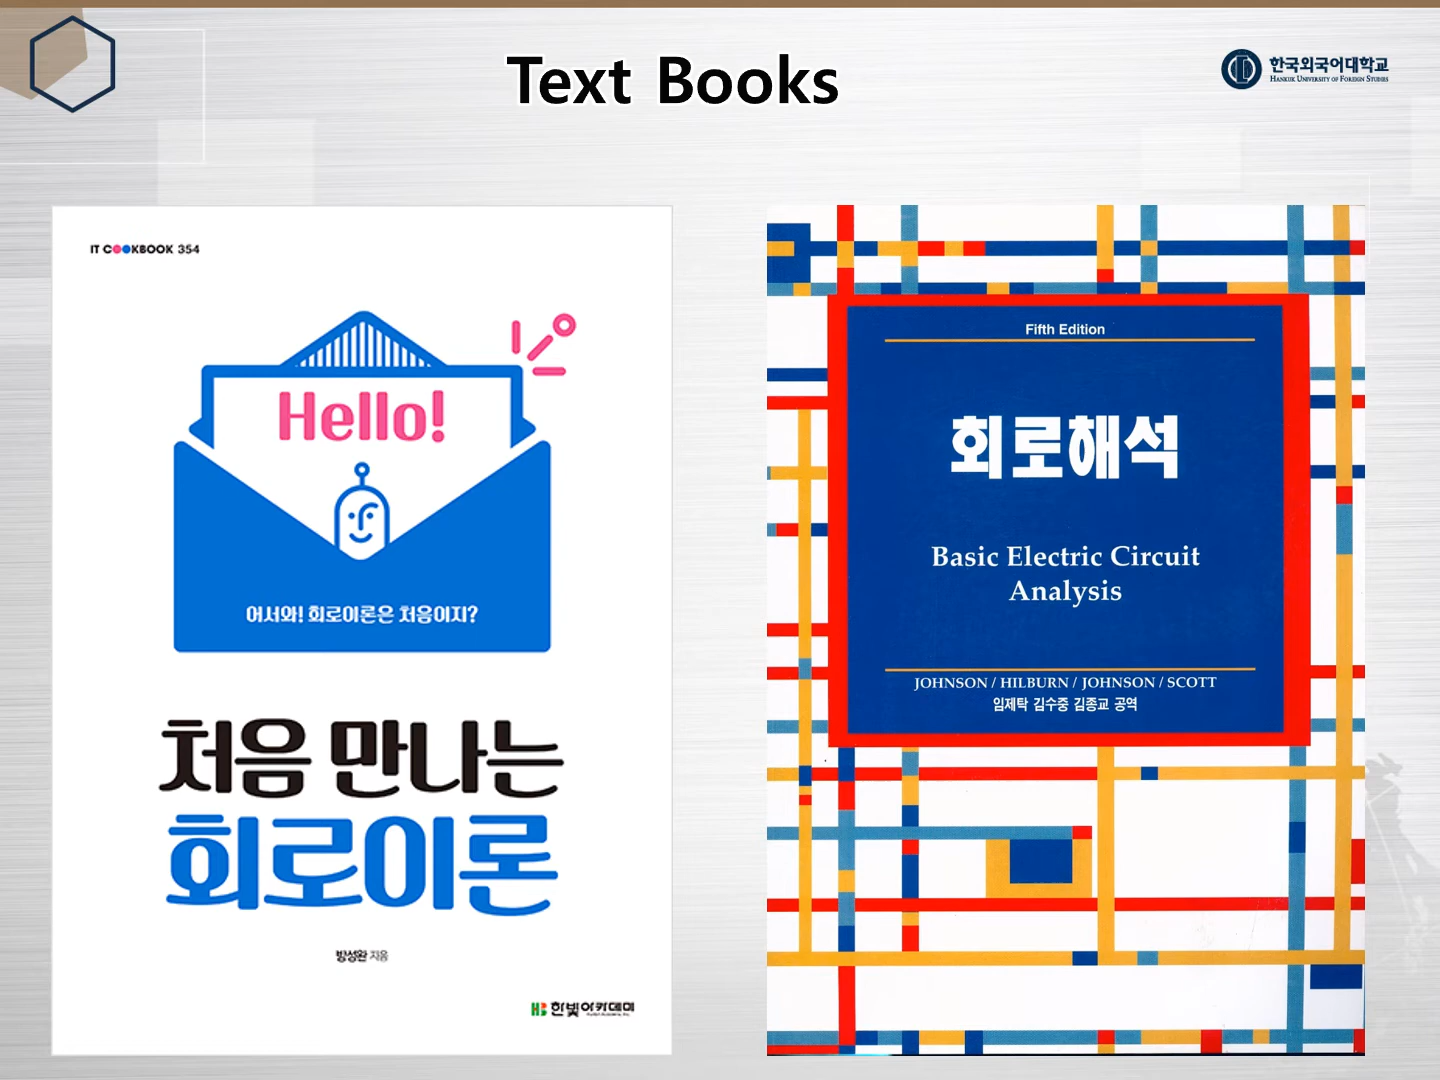 Text Books
한국외국어대학교
HANKUK UNIVERSITY OF FOREIGN STUDIES
IT COOKBOOK 354
Hello!
어서와! 회로이론은 처음이지?
처음 만나는
회로이론
방성완 지음
한빛아카데미
Fifth Edition
회로해석
Basic Electric Circuit
Analysis
JOHNSON / HILBURN / JOHNSON / SCOTT
임제탁 김수중 김종교 공역